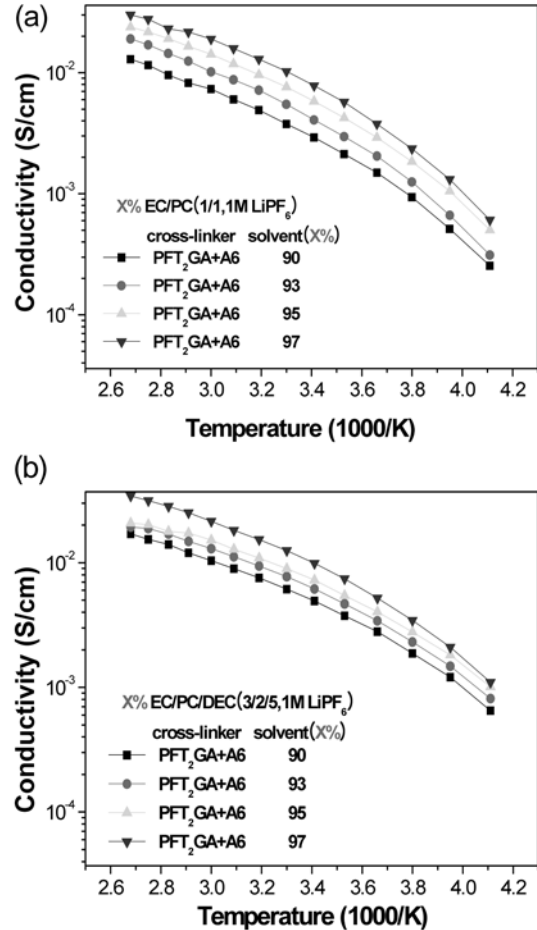 (a)
Conductivity (S/cm)
10⁻²
10⁻³
10⁻⁴
X% EC/PC(1/1,1M LiPF₆)
cross-linker solvent(X%)
PFT₂GA+A6 90
PFT₂GA+A6 93
PFT₂GA+A6 95
PFT₂GA+A6 97
2.6 2.8 3.0 3.2 3.4 3.6 3.8 4.0 4.2
Temperature (1000/K)
(b)
Conductivity (S/cm)
10⁻²
10⁻³
10⁻⁴
X% EC/PC/DEC(3/2/5,1M LiPF₆)
cross-linker solvent(X%)
PFT₂GA+A6 90
PFT₂GA+A6 93
PFT₂GA+A6 95
PFT₂GA+A6 97
2.6 2.8 3.0 3.2 3.4 3.6 3.8 4.0 4.2
Temperature (1000/K)